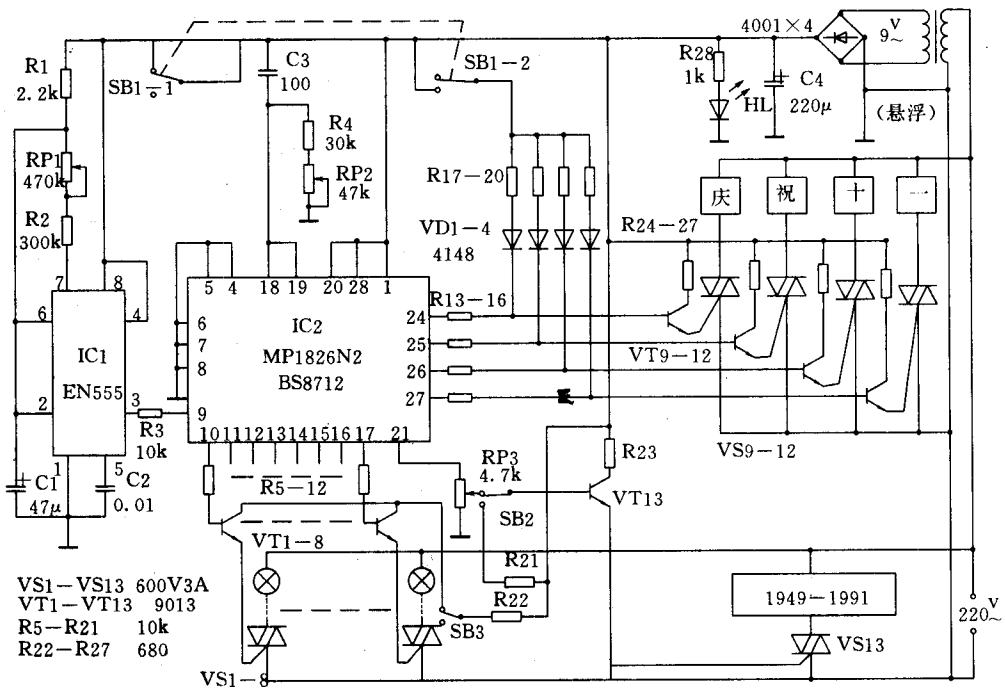 R1
2.2k
SB1-1
C3
100
SB1-2
4001×4
V
9~
R28
1k
HL
C4
220μ
(悬浮)
RP1
470k
R4
30k
RP2
47k
R17-20
庆
祝
十
一
R2
300k
VD1-4
4148
R24-27
7
8
5
4
18
19
20
28
1
R13-16
6
4
IC1
EN555
6
7
8
IC2
MP1826N2
BS8712
24
25
26
27
VT9-12
2
3
R3
10k
9
10
11
12
13
14
15
16
17
21
VS9-12
1
5
C1
47μ
C2
0.01
R5-12
RP3
4.7k
SB2
R23
VT13
VT1-8
R21
R22
SB3
1949-1991
V
220~
VS1-VS13 600V3A
VT1-VT13 9013
R5-R21 10k
R22-R27 680
VS1-8
VS13